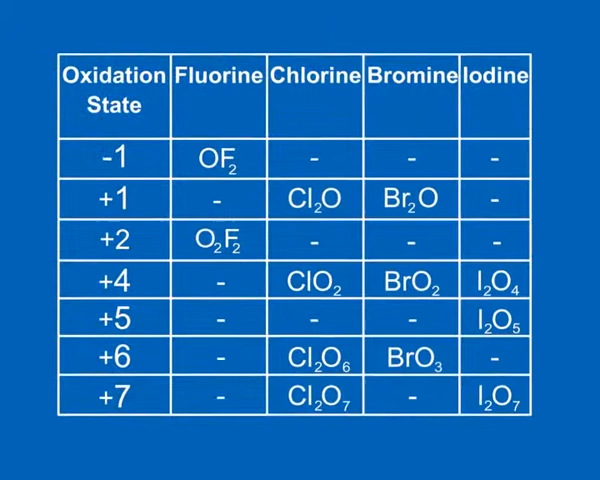 Oxidation State Fluorine Chlorine Bromine Iodine
-1 OF₂ - - -
+1 - Cl₂O Br₂O -
+2 O₂F₂ - - -
+4 - ClO₂ BrO₂ I₂O₄
+5 - - - I₂O₅
+6 - Cl₂O₆ BrO₃ -
+7 - Cl₂O₇ - I₂O₇